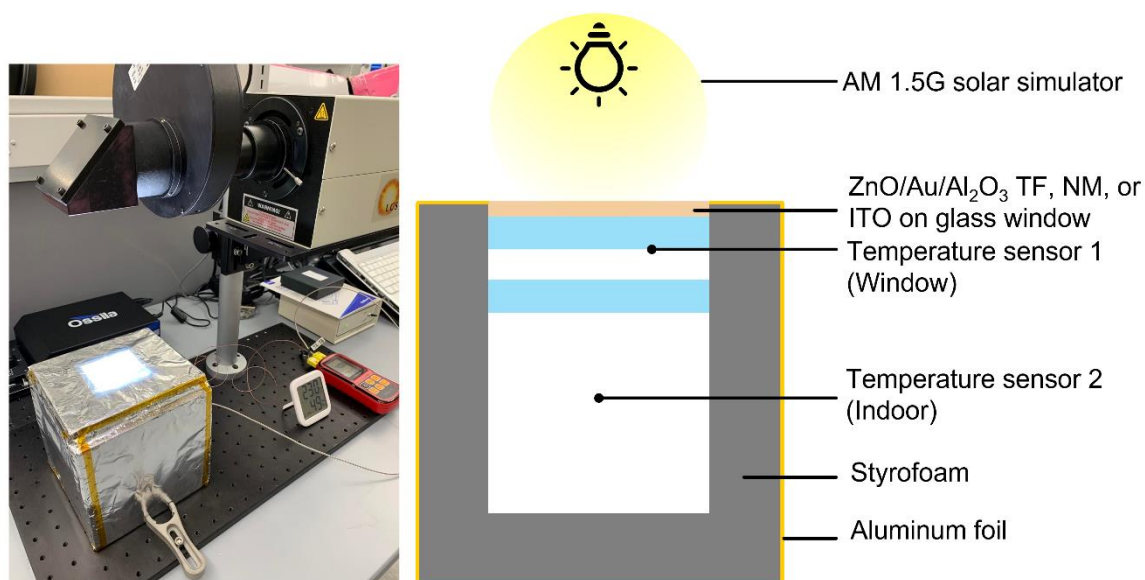 WARNING!
Ossila
AM 1.5G solar simulator
ZnO/Au/Al₂O₃ TF, NM, or
ITO on glass window
Temperature sensor 1
(Window)
Temperature sensor 2
(Indoor)
Styrofoam
Aluminum foil